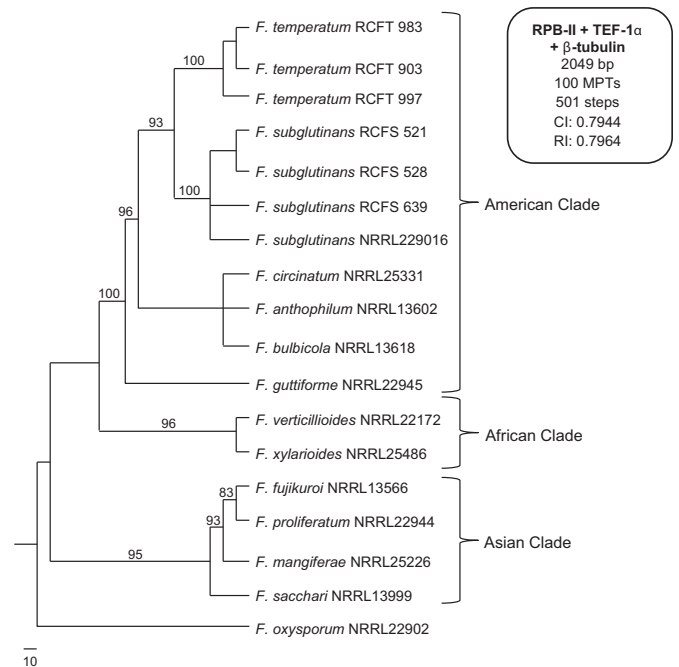 F. temperatum RCFT 983
F. temperatum RCFT 903
F. temperatum RCFT 997
F. subglutinans RCFS 521
F. subglutinans RCFS 528
F. subglutinans RCFS 639
F. subglutinans NRRL229016
F. circinatum NRRL25331
F. anthophilum NRRL13602
F. bulbicola NRRL13618
F. guttiforme NRRL22945
F. verticillioides NRRL22172
F. xylarioides NRRL25486
F. fujikuroi NRRL13566
F. proliferatum NRRL22944
F. mangiferae NRRL25226
F. sacchari NRRL13999
F. oxysporum NRRL22902
100
93
100
96
100
96
83
93
95
American Clade
African Clade
Asian Clade
RPB-II + TEF-1α
+ β-tubulin
2049 bp
100 MPTs
501 steps
CI: 0.7944
RI: 0.7964
10